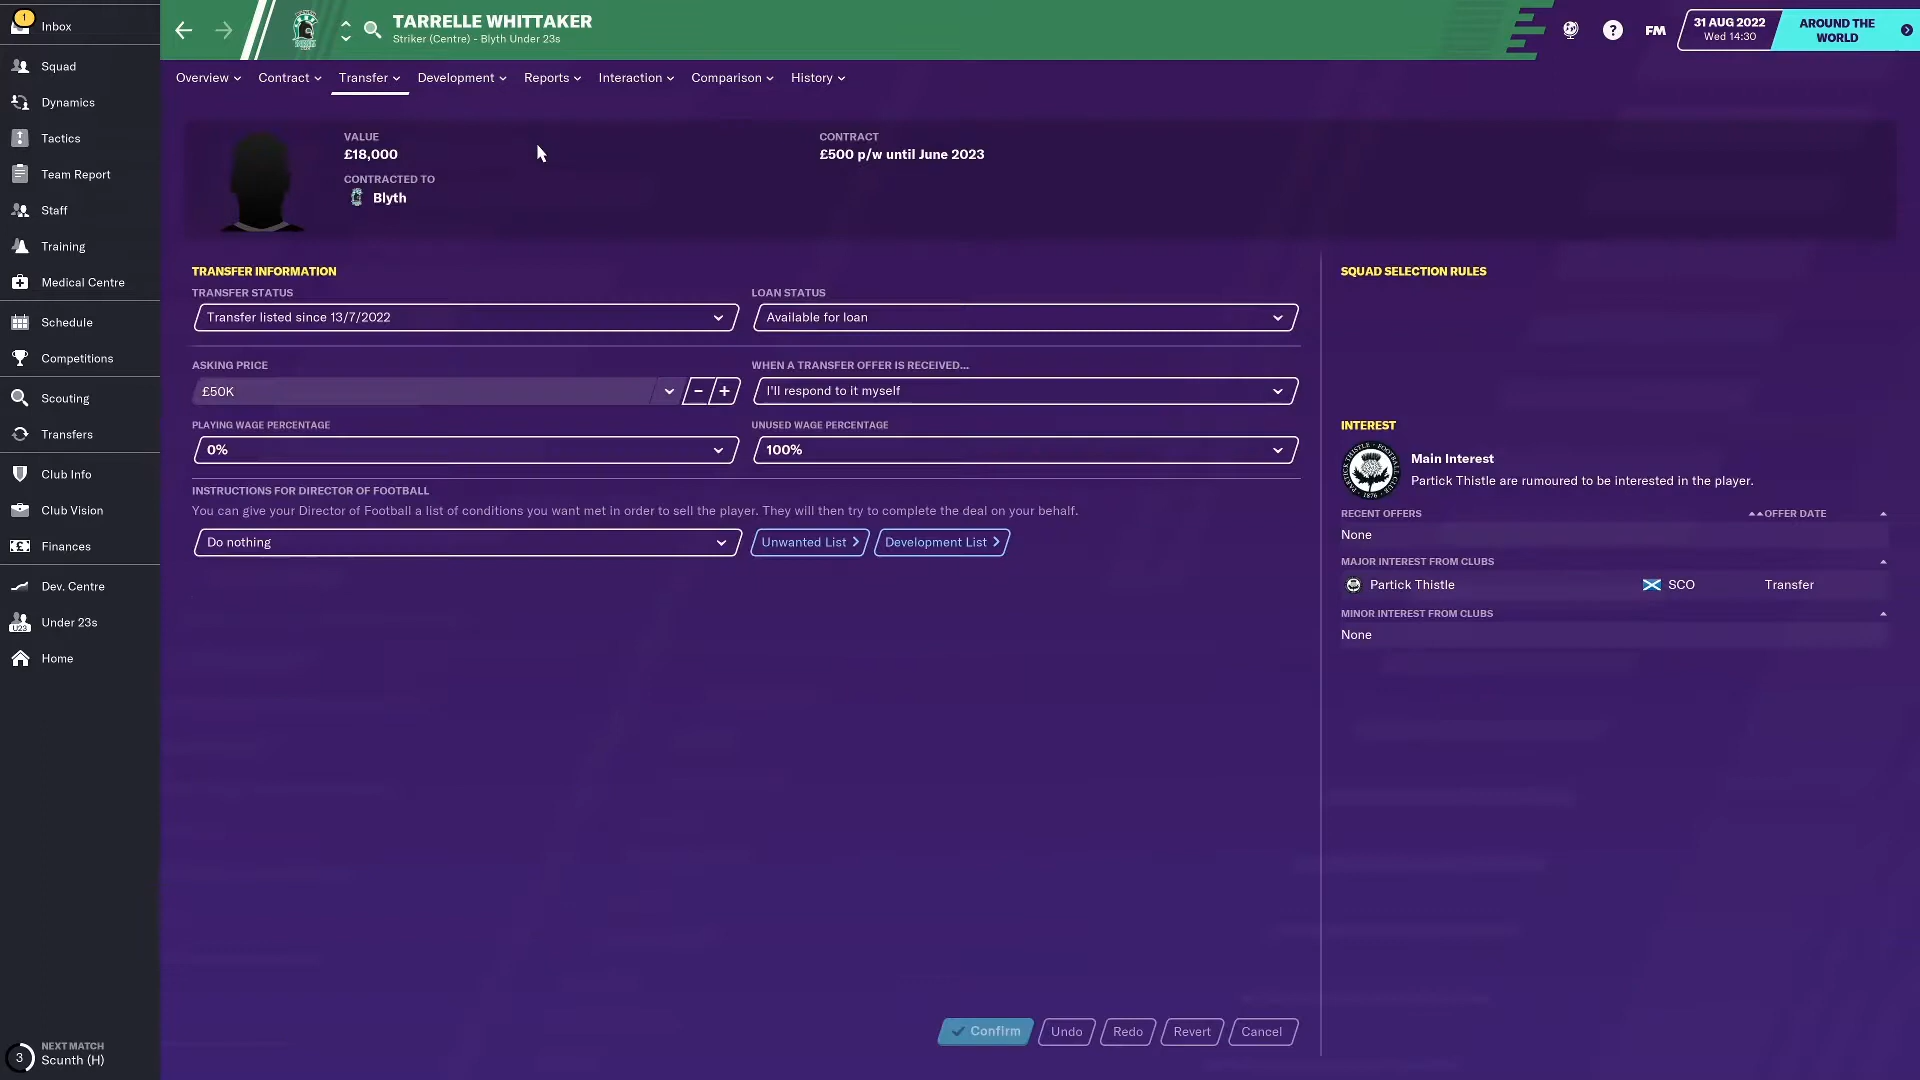 1
Inbox
Squad
Dynamics
Tactics
Team Report
Staff
Training
Medical Centre
Schedule
Competitions
Scouting
Transfers
Club Info
Club Vision
Finances
Dev. Centre
U23
Under 23s
Home
3
NEXT MATCH
Scunth (H)
TARRELLE WHITTAKER
Striker (Centre) - Blyth Under 23s
?
FM
31 AUG 2022
Wed 14:30
AROUND THE
WORLD
Overview
Contract
Transfer
Development
Reports
Interaction
Comparison
History
VALUE
£18,000
CONTRACTED TO
Blyth
CONTRACT
£500 p/w until June 2023
TRANSFER INFORMATION
TRANSFER STATUS
Transfer listed since 13/7/2022
LOAN STATUS
Available for loan
ASKING PRICE
£50K
WHEN A TRANSFER OFFER IS RECEIVED...
I'll respond to it myself
PLAYING WAGE PERCENTAGE
0%
UNUSED WAGE PERCENTAGE
100%
INSTRUCTIONS FOR DIRECTOR OF FOOTBALL
You can give your Director of Football a list of conditions you want met in order to sell the player. They will then try to complete the deal on your behalf.
Do nothing
Unwanted List
Development List
SQUAD SELECTION RULES
INTEREST
PARTICK THISTLE FOOTBALL CLUB 1876
Main Interest
Partick Thistle are rumoured to be interested in the player.
RECENT OFFERS
OFFER DATE
None
MAJOR INTEREST FROM CLUBS
Partick Thistle SCO Transfer
MINOR INTEREST FROM CLUBS
None
Confirm
Undo
Redo
Revert
Cancel